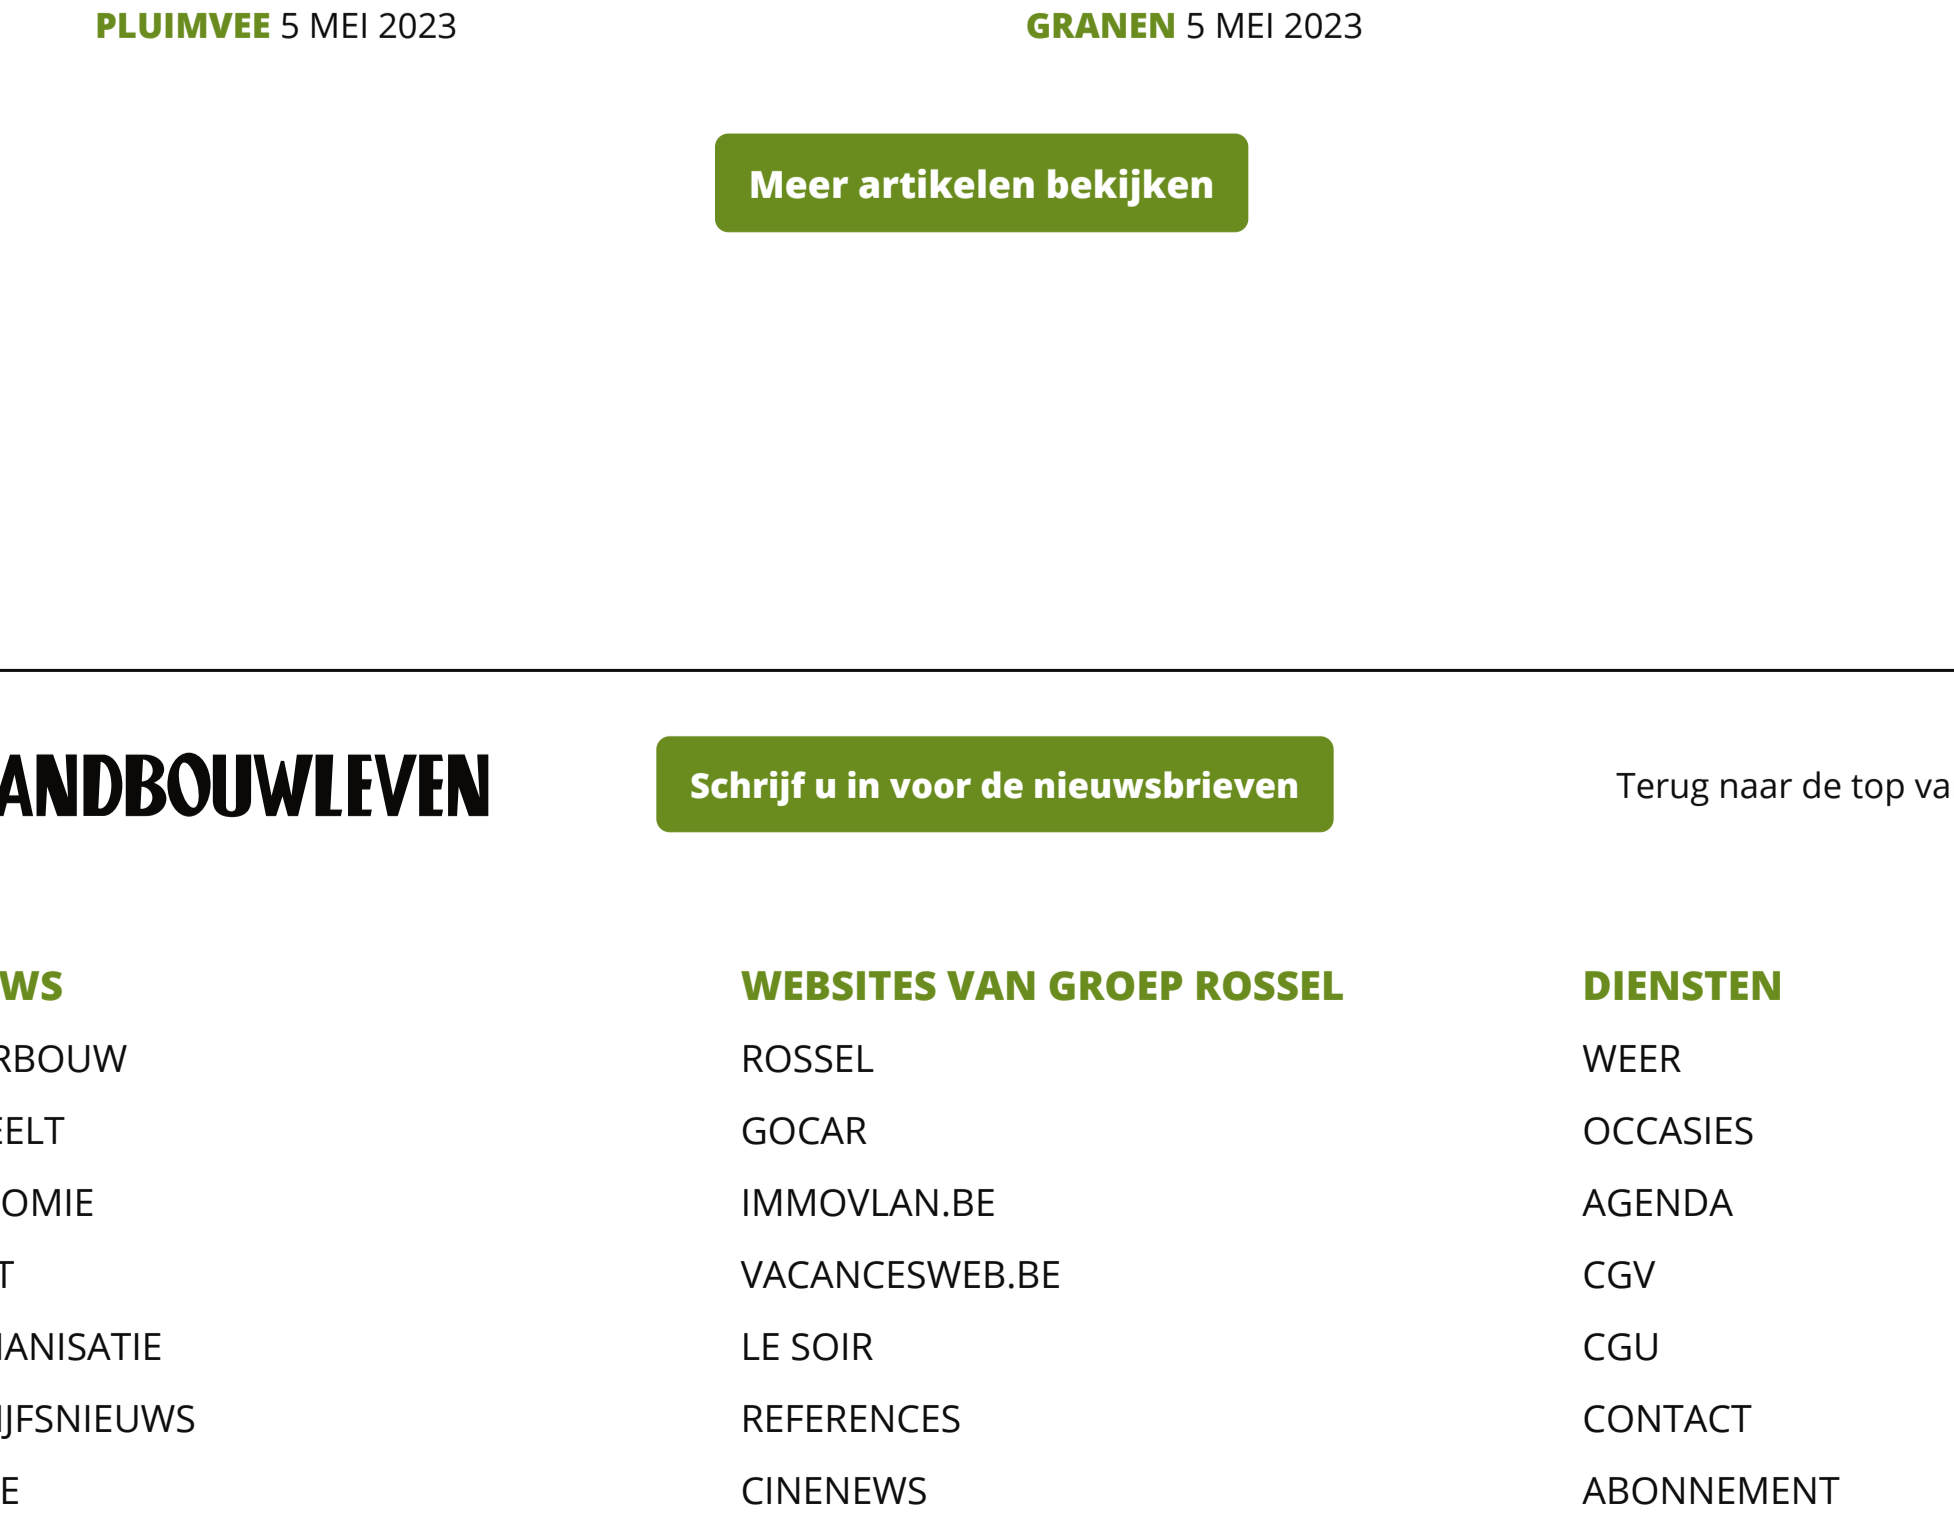 PLUIMVEE 5 MEI 2023
GRANEN 5 MEI 2023
Meer artikelen bekijken
ANDBOUWLEVEN
Schrijf u in voor de nieuwsbrieven
Terug naar de top va
WS
RBOUW
EELT
OMIE
T
HANISATIE
IJFSNIEUWS
E
WEBSITES VAN GROEP ROSSEL
ROSSEL
GOCAR
IMMOVLAN.BE
VACANCESWEB.BE
LE SOIR
REFERENCES
CINENEWS
DIENSTEN
WEER
OCCASIES
AGENDA
CGV
CGU
CONTACT
ABONNEMENT